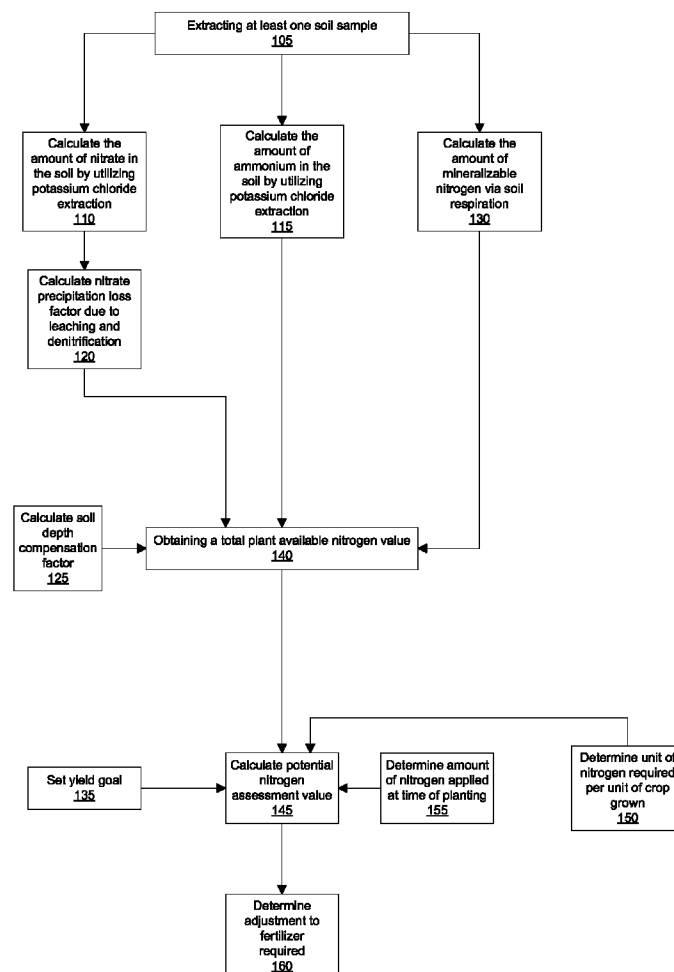 Extracting at least one soil sample
105
Calculate the
amount of nitrate in
the soil by utilizing
potassium chloride
extraction
110
Calculate the
amount of
ammonium in the
soil by utilizing
potassium chloride
extraction
115
Calculate the
amount of
mineralizable
nitrogen via soil
respiration
130
Calculate nitrate
precipitation loss
factor due to
leaching and
denitrification
120
Calculate soil
depth
compensation
factor
125
Obtaining a total plant available nitrogen value
140
Set yield goal
135
Calculate potential
nitrogen
assessment value
145
Determine amount
of nitrogen applied
at time of planting
155
Determine unit of
nitrogen required
per unit of crop
grown
150
Determine
adjustment to
fertilizer
required
160